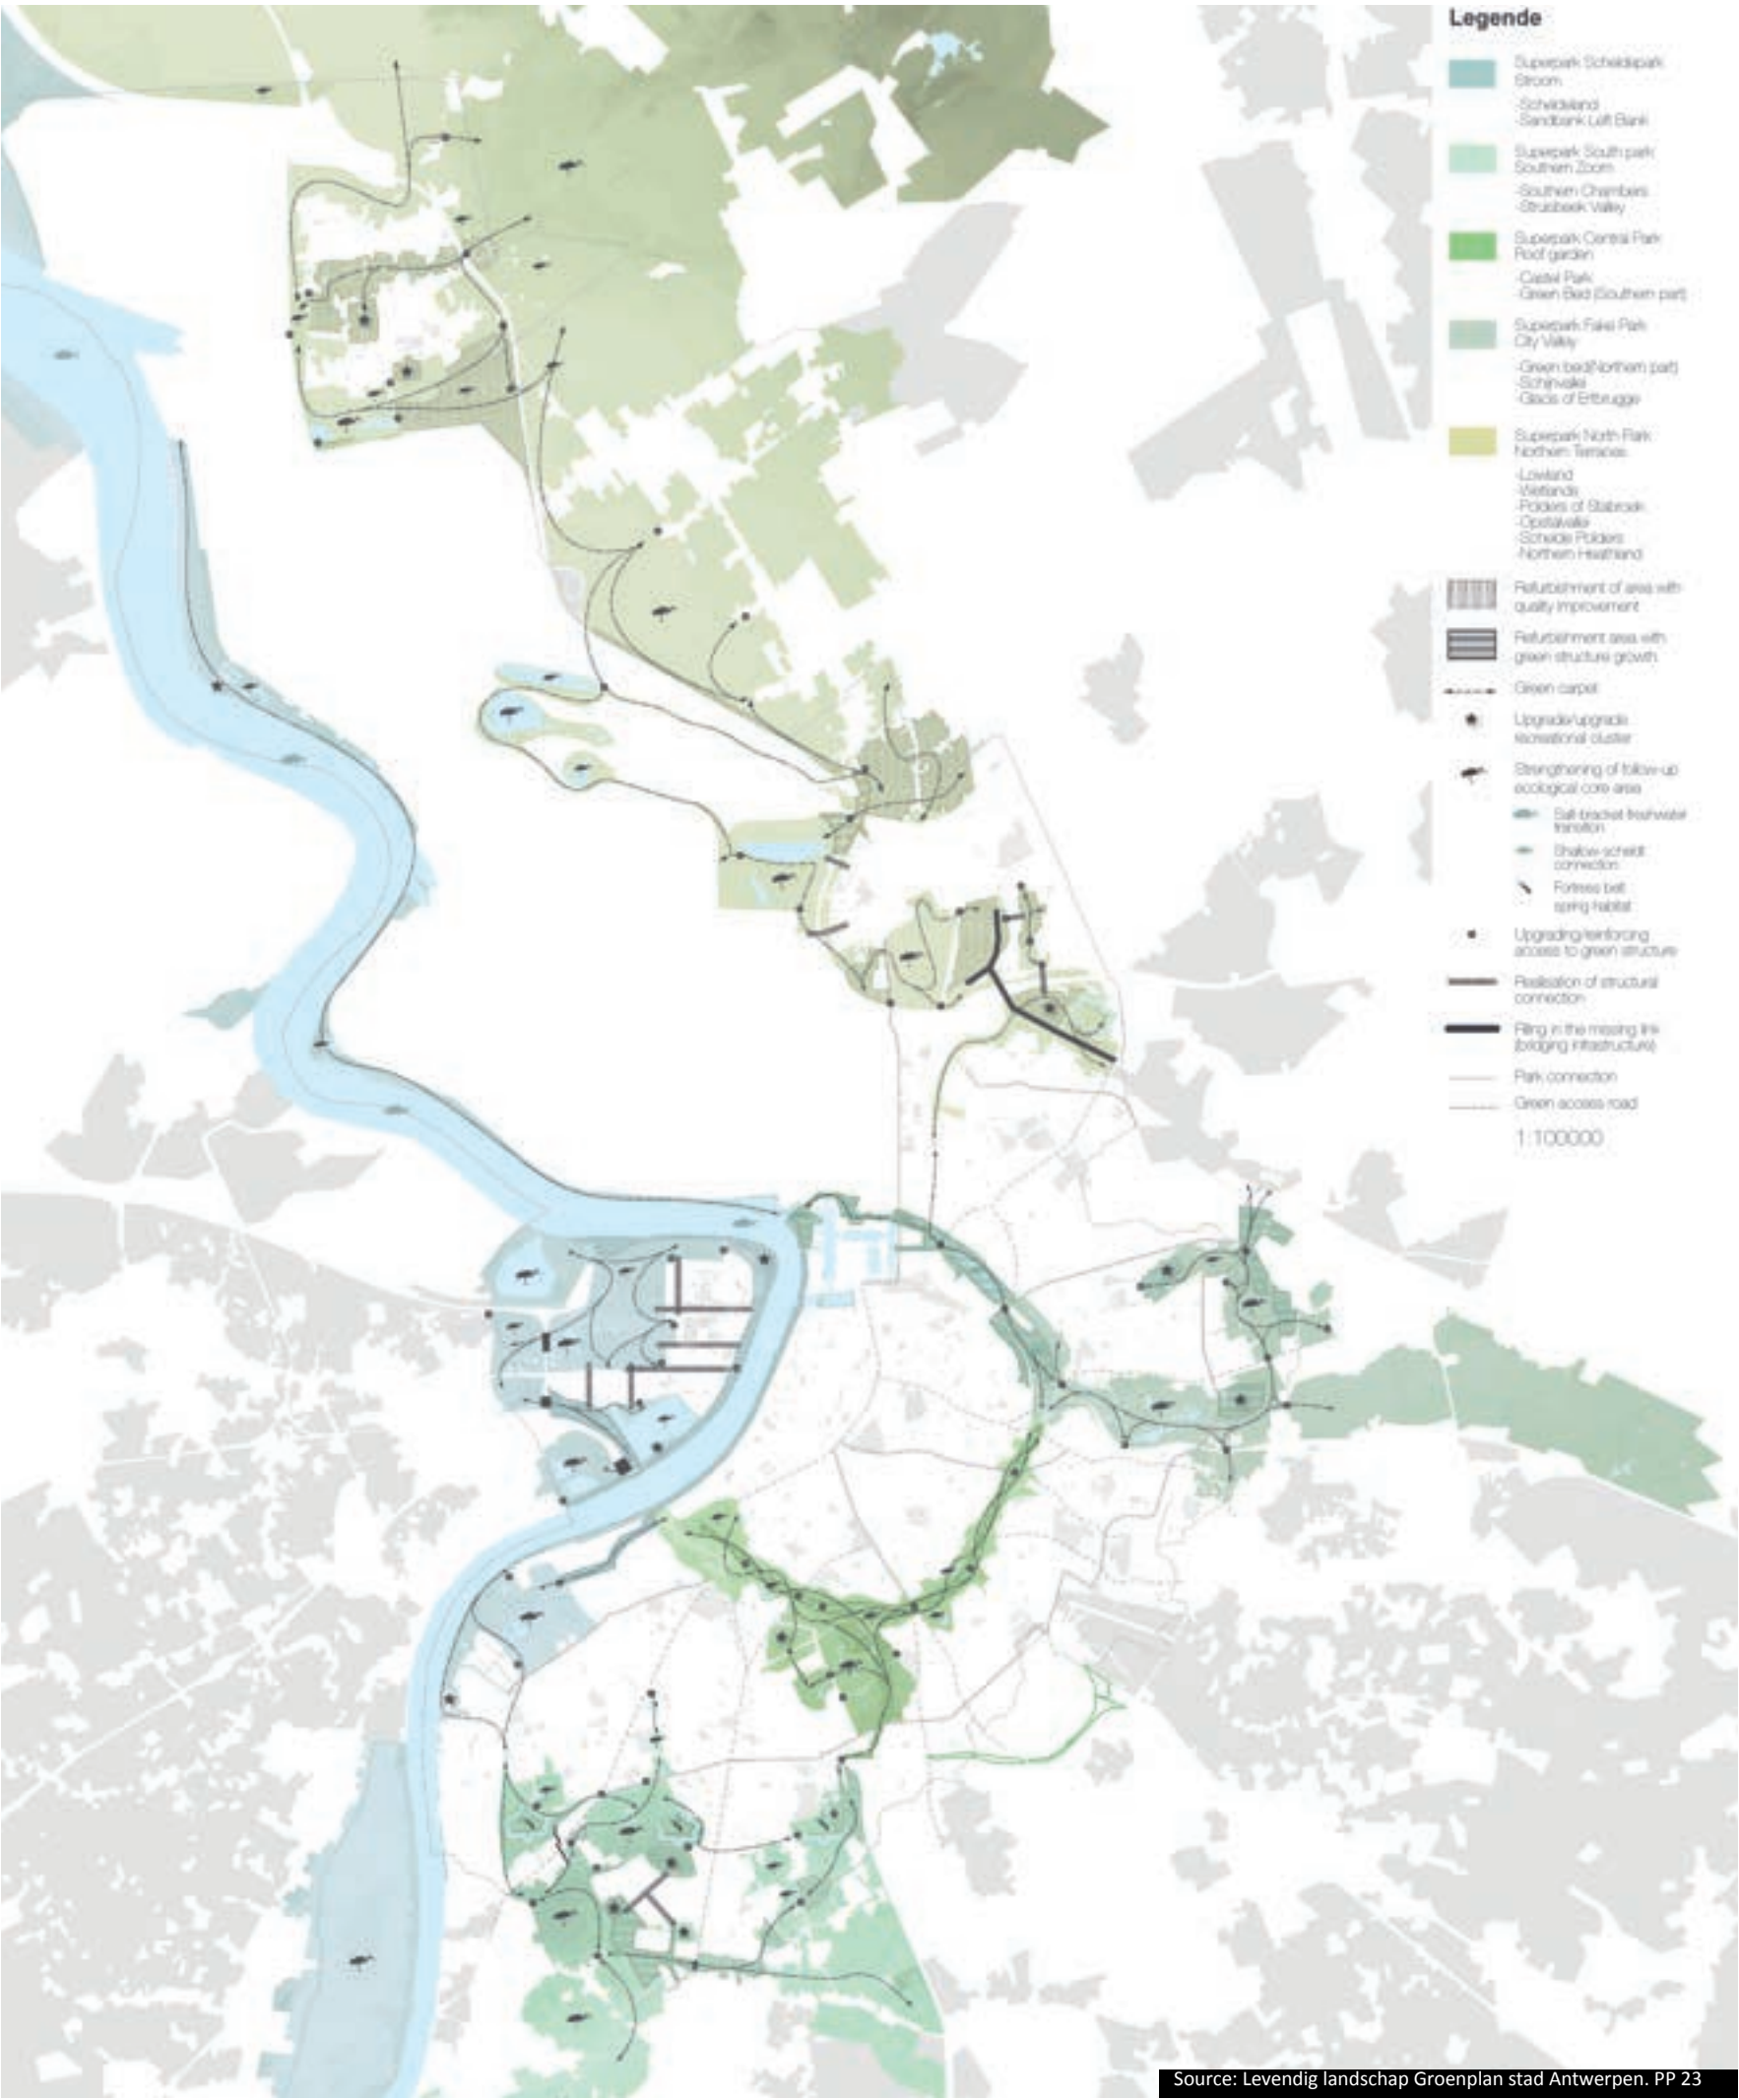 Legende
Superpark Scheldepark
Stroom
-Scheldeland
-Sandbank Left Bank
Superpark South park
Southern Zoom
-Southern Chambers
-Struisbeek Valley
Superpark Central Park
Roof garden
-Castel Park
-Green Bed (Southern part)
Superpark Park
City Valley
-Green bed(Northern part)
-Schijnvallei
-Glacis of Ertbrugge
Superpark North Park
Northern Terraces
-Lowland
-Wetlands
-Polders of Stabroek
-Opstalvallei
-Schelde Polders
-Northern Heathland
Refurbishment of area with
quality improvement
Refurbishment area with
green structure growth
Green carpet
Upgrade/upgrade
recreational cluster
Strengthening of follow-up
ecological core area
Salt-bracket-freshwater
transition
Shallow-scheldt
connection
Fortress belt
spring habitat
Upgrading/reinforcing
access to green structure
Realisation of structural
connection
Filing in the missing link
(bridging infrastructure)
Park connection
Green access road
1:100000
Source: Levendig landschap Groenplan stad Antwerpen. PP 23